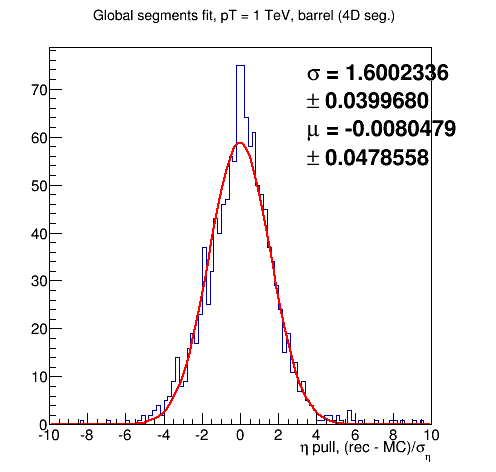 Global segments fit, pT = 1 TeV, barrel (4D seg.)
σ = 1.6002336
± 0.0399680
μ = -0.0080479
± 0.0478558
70
60
50
40
30
20
10
0
-10 -8 -6 -4 -2 0 2 4 6 8 10
η pull, (rec - MC)/ση